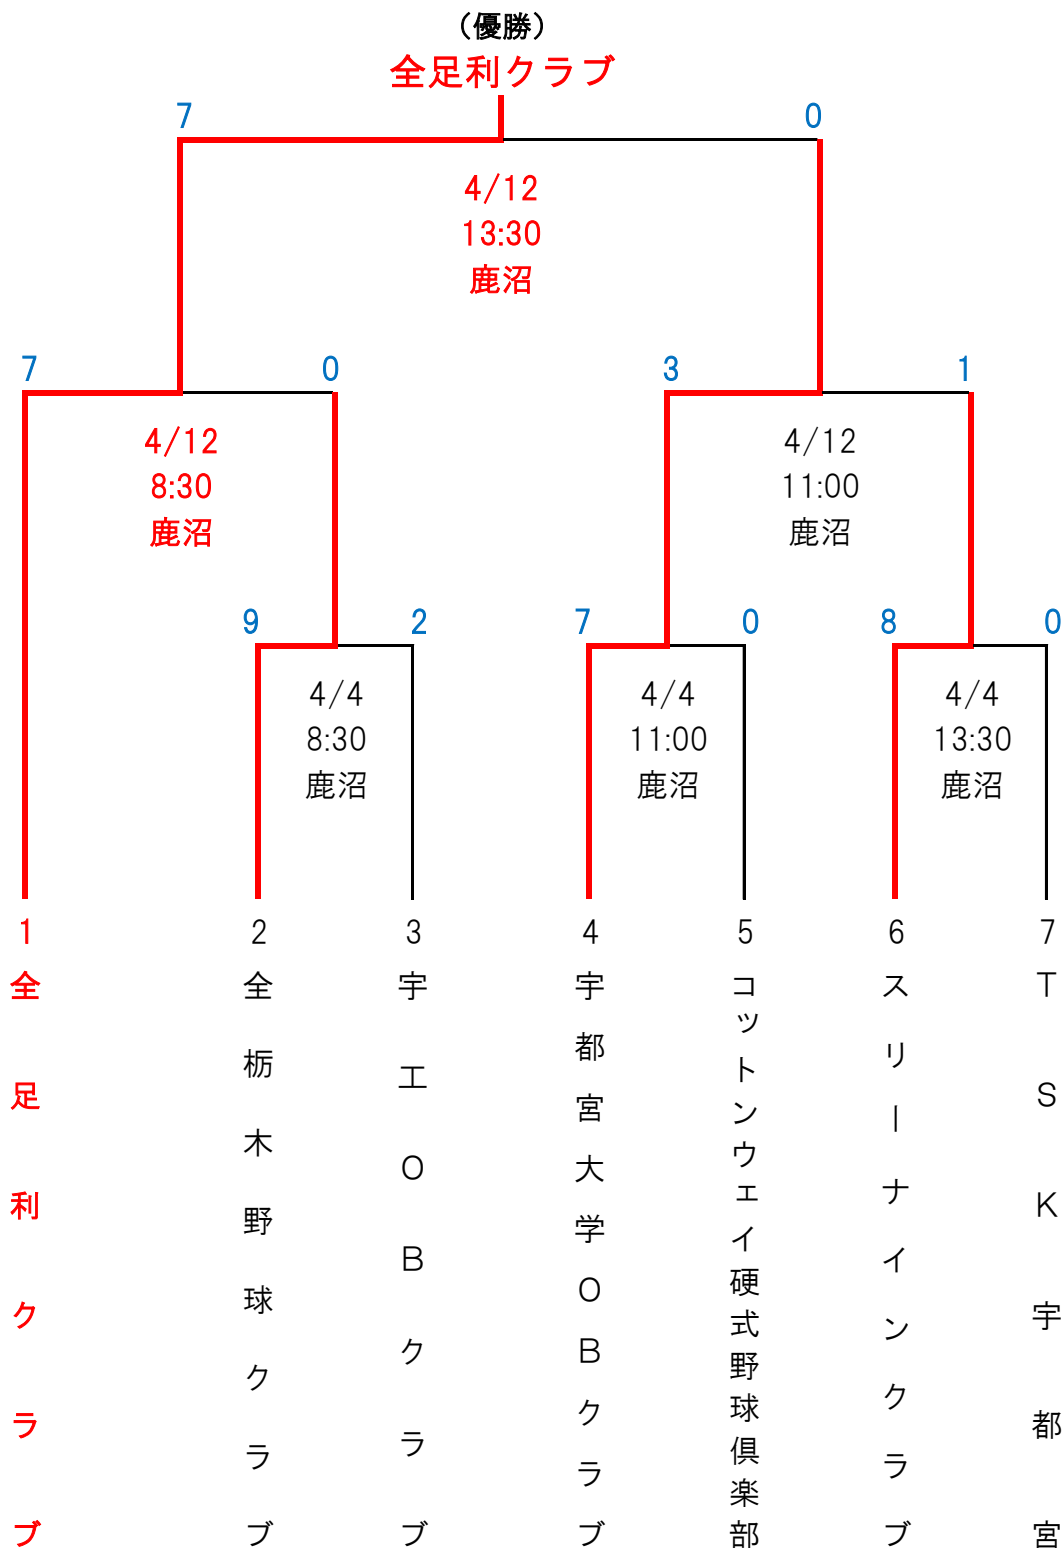 （優勝）
全足利クラブ
7
0
4/12
13:30
鹿沼
7
0
3
1
4/12
8:30
鹿沼
4/12
11:00
鹿沼
9
2
7
0
8
0
4/4
8:30
鹿沼
4/4
11:00
鹿沼
4/4
13:30
鹿沼
1
2
3
4
5
6
7
全足利クラブ
全栃木野球クラブ
宇工ＯＢクラブ
宇都宮大学ＯＢクラブ
コットンウェイ硬式野球倶楽部
スリーナインクラブ
ＴＳＫ宇都宮